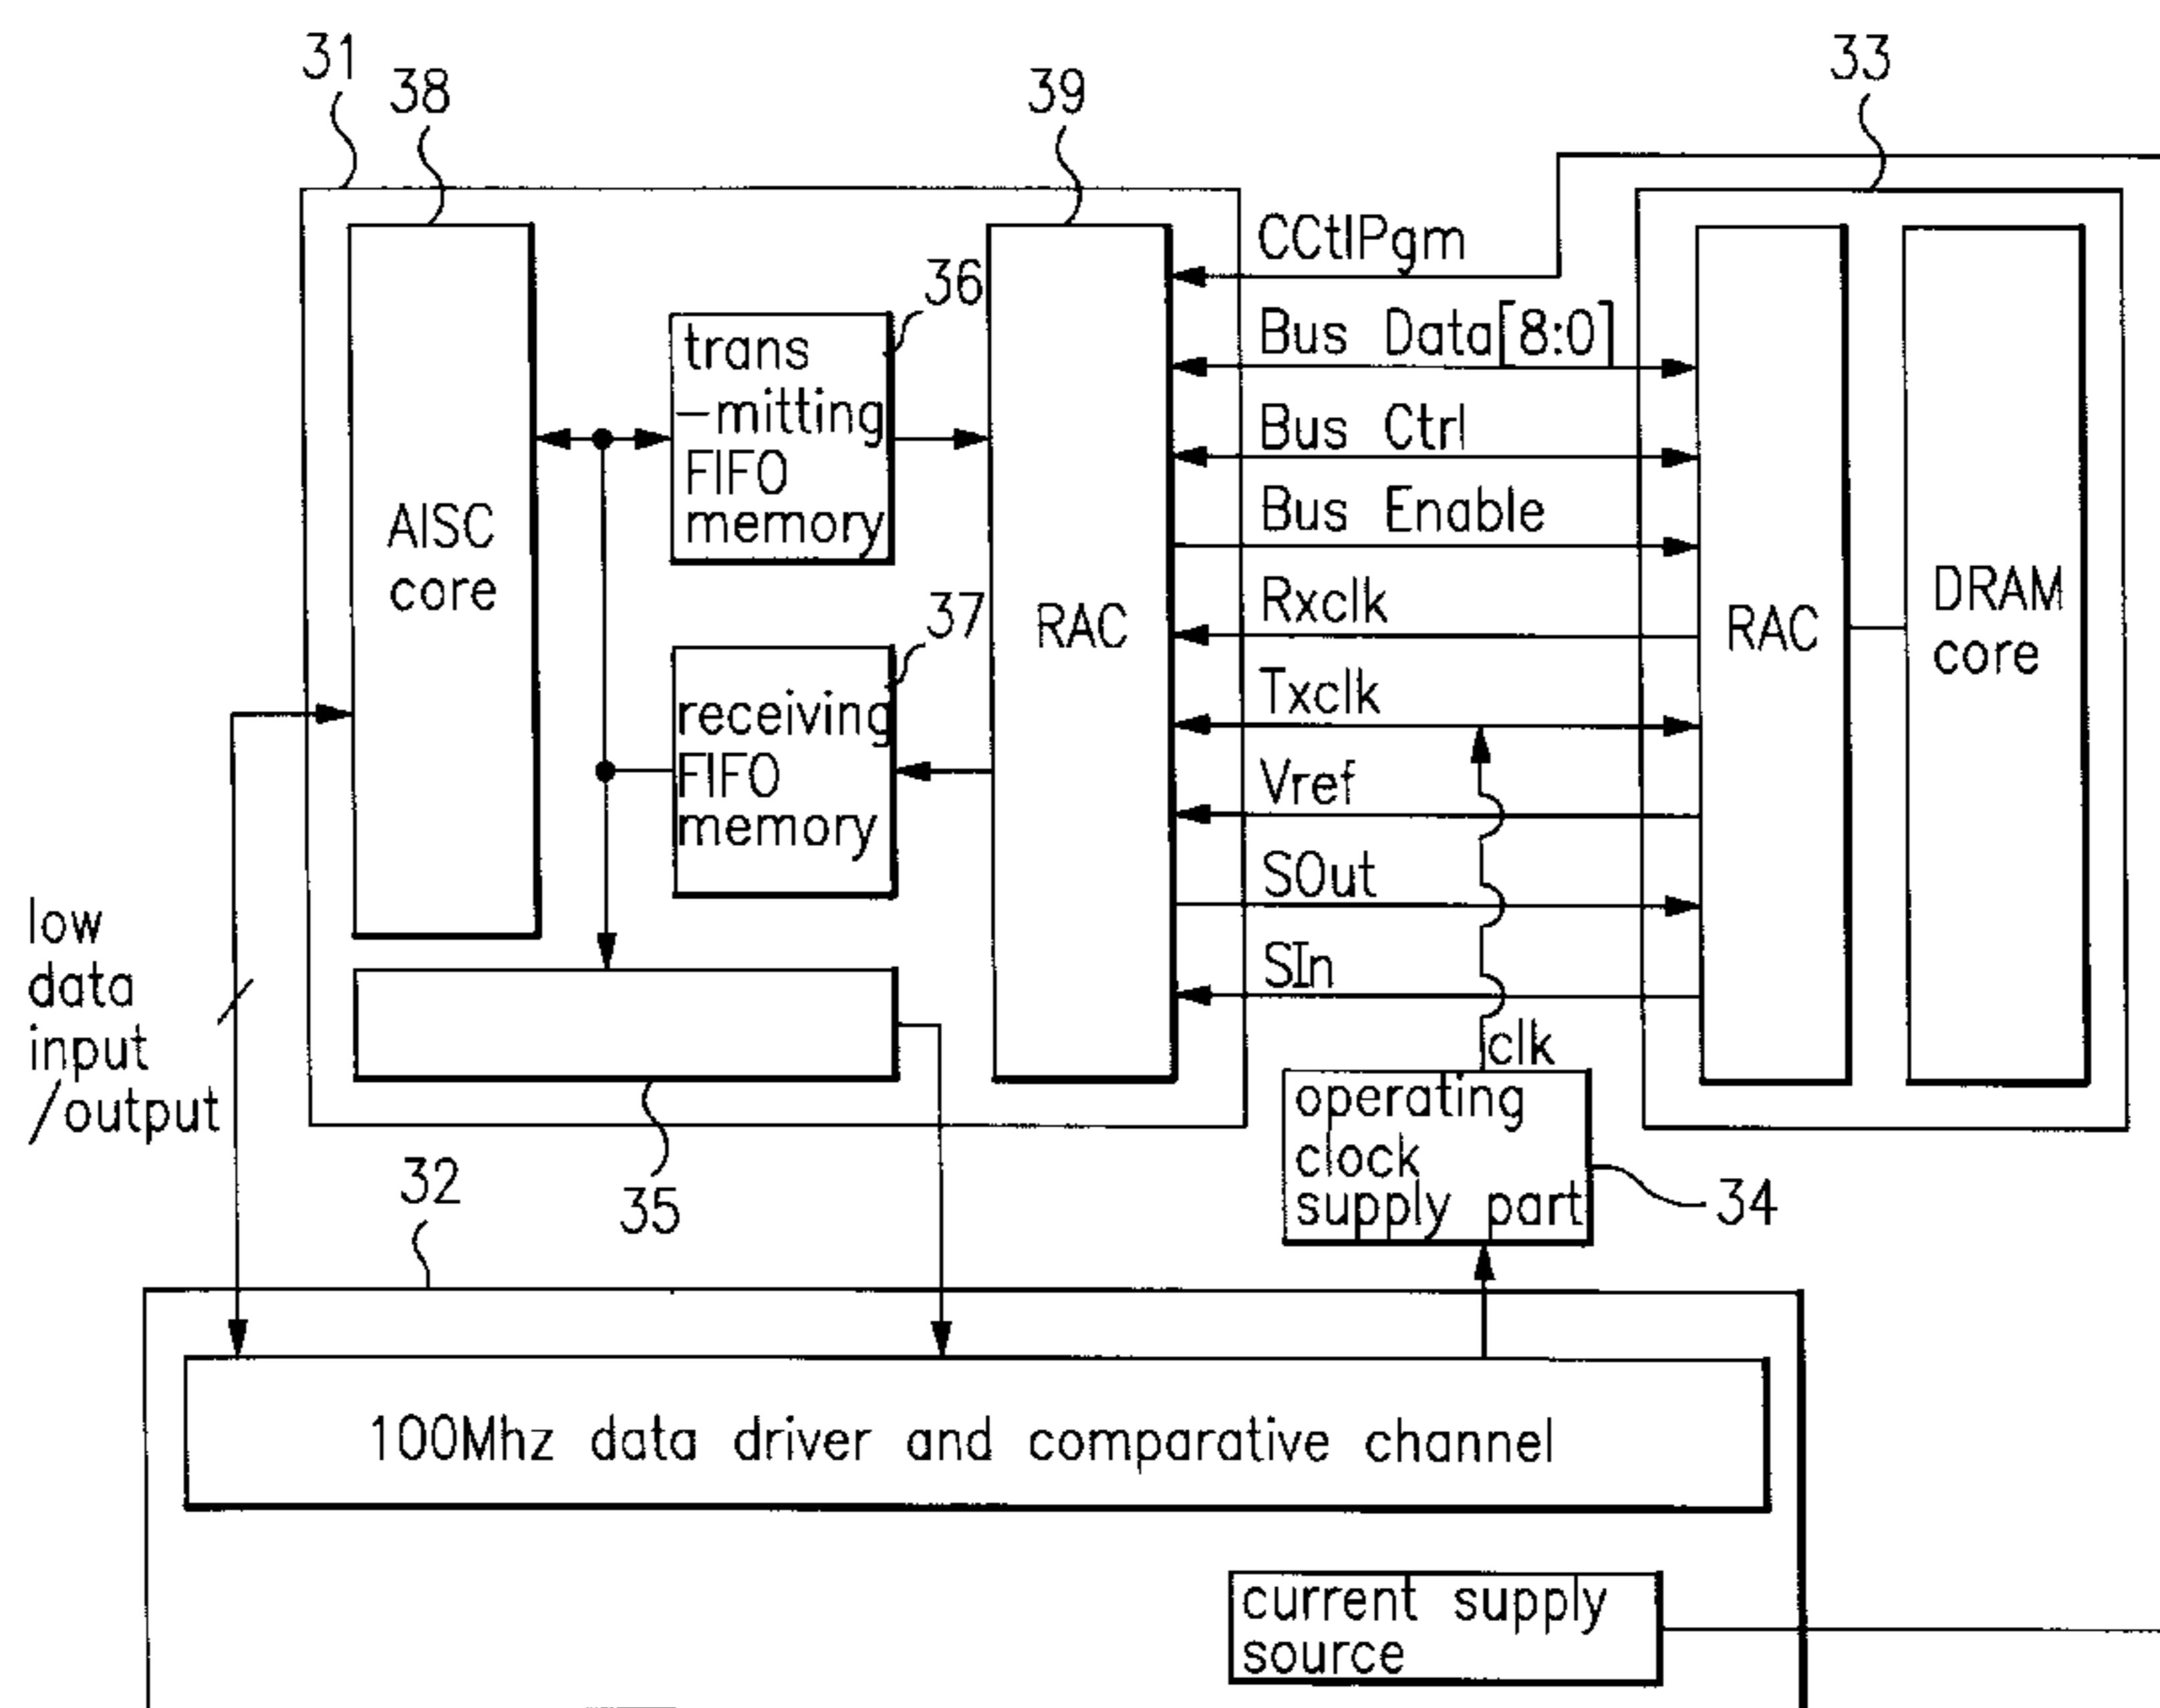 31
38
39
33
CCtlPgm
36
trans
-mitting
FIFO
memory
Bus Data[8:0]
Bus Ctrl
Bus Enable
AISC
core
Rxclk
37
RAC
RAC
DRAM
core
Txclk
receiving
FIFO
memory
Vref
SOut
SIn
low
data
input
/output
clk
operating
clock
supply part
34
35
32
100Mhz data driver and comparative channel
current supply
source